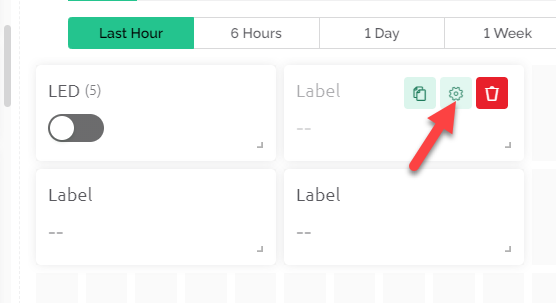 Last Hour 6 Hours 1 Day 1 Week
LED (5) Label
--
Label Label
-- --